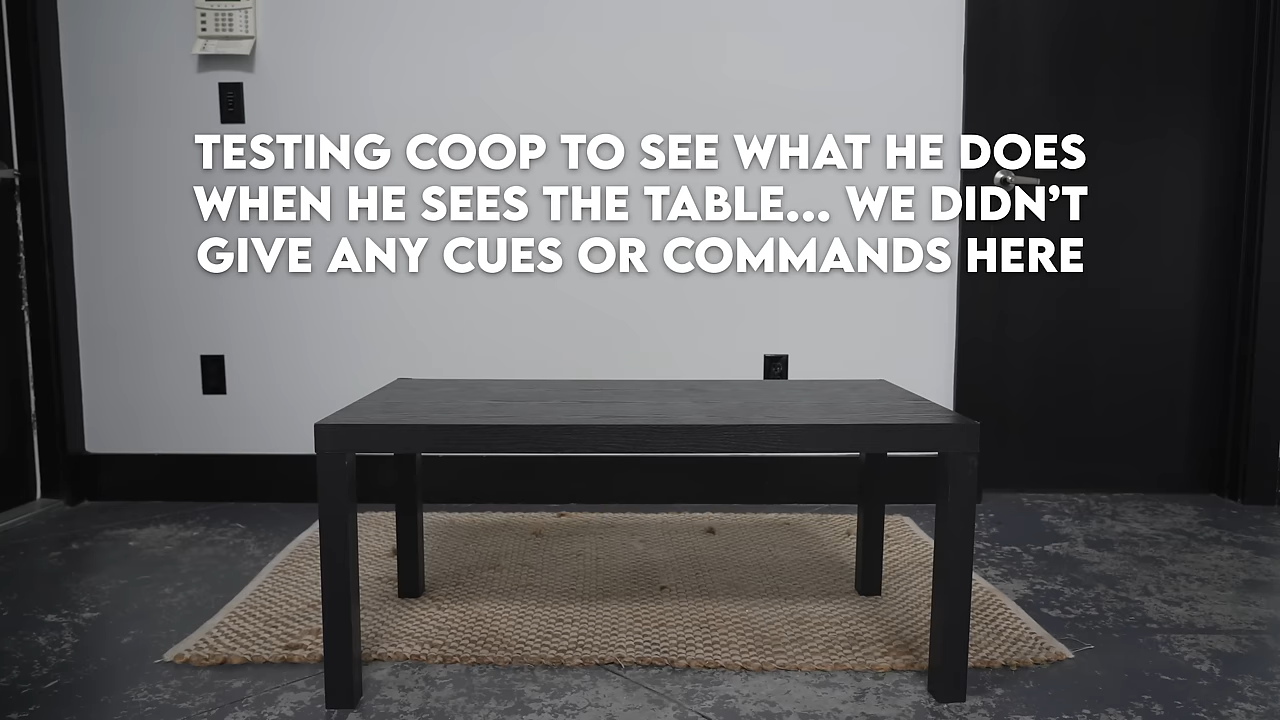 TESTING COOP TO SEE WHAT HE DOES
WHEN HE SEES THE TABLE... WE DIDN'T
GIVE ANY CUES OR COMMANDS HERE